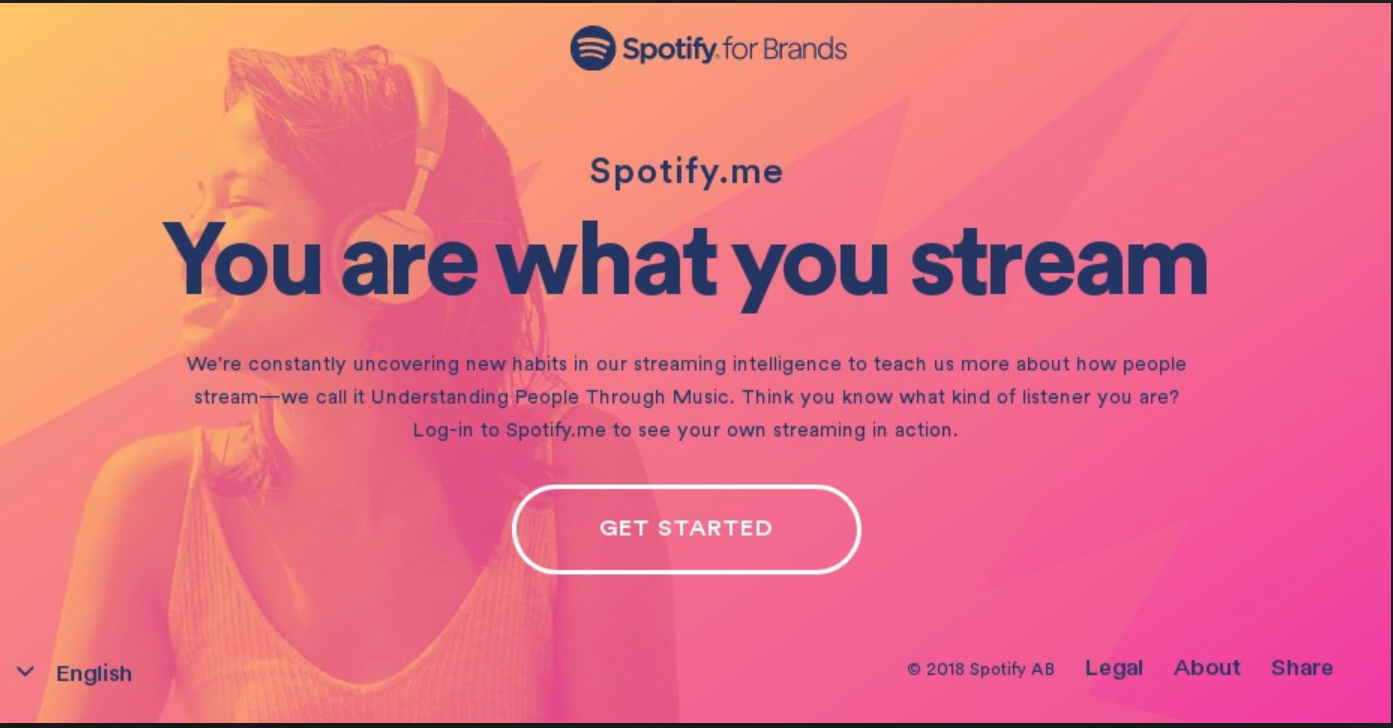 Spotify for Brands
Spotify.me
You are what you stream
We're constantly uncovering new habits in our streaming intelligence to teach us more about how people
stream—we call it Understanding People Through Music. Think you know what kind of listener you are?
Log-in to Spotify.me to see your own streaming in action.
GET STARTED
English
© 2018 Spotify AB Legal About Share